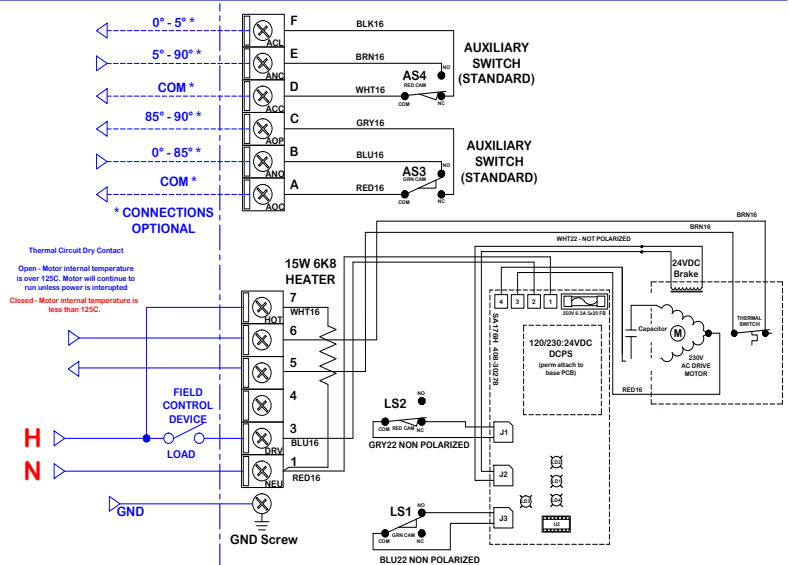 0° - 5° *
5° - 90° *
COM *
85° - 90° *
0° - 85° *
COM *
* CONNECTIONS
OPTIONAL
F
ACL
E
ANC
D
ACC
C
AOP
B
ANO
A
AOC
BLK16
BRN16
WHT16
GRY16
BLU16
RED16
NO
AS4
RED CAM
COM
NC
AUXILIARY
SWITCH
(STANDARD)
NO
AS3
GRN CAM
COM
NC
AUXILIARY
SWITCH
(STANDARD)
Thermal Circuit Dry Contact
Open - Motor internal temperature
is over 125C. Motor will continue to
run unless power is interupted
Closed - Motor internal temperature is
less than 125C.
15W 6K8
HEATER
7
WHT16
HOT
6
5
4
3
BLU16
DRV
1
RED16
NEU
FIELD
CONTROL
DEVICE
LOAD
H
N
GND
GND Screw
BRN16
BRN16
WHT22 - NOT POLARIZED
24VDC
Brake
4
3
2
1
250V 6.3A 5x20 FB
SA176H 408-30278
120/230:24VDC
DCPS
(perm attach to
base PCB)
Capacitor
M
230V
AC DRIVE
MOTOR
THERMAL
SWITCH
RED16
NO
LS2
COM
RED CAM
NC
GRY22 NON POLARIZED
J1
J2
J3
LD2
LD1
LD3
LD4
U2
LS1
NO
COM
GRN CAM
NC
BLU22 NON POLARIZED